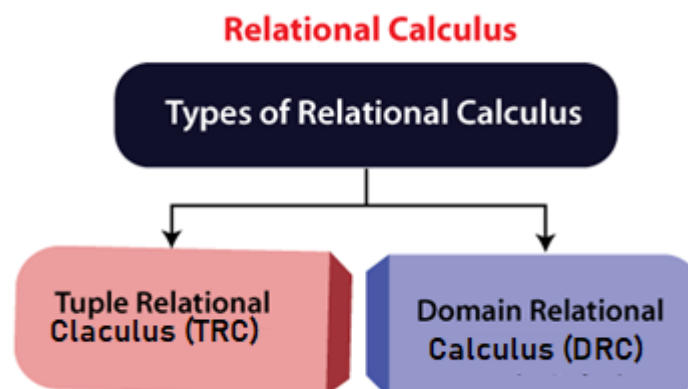 Relational Calculus
Types of Relational Calculus
Tuple Relational
Claculus (TRC)
Domain Relational
Calculus (DRC)